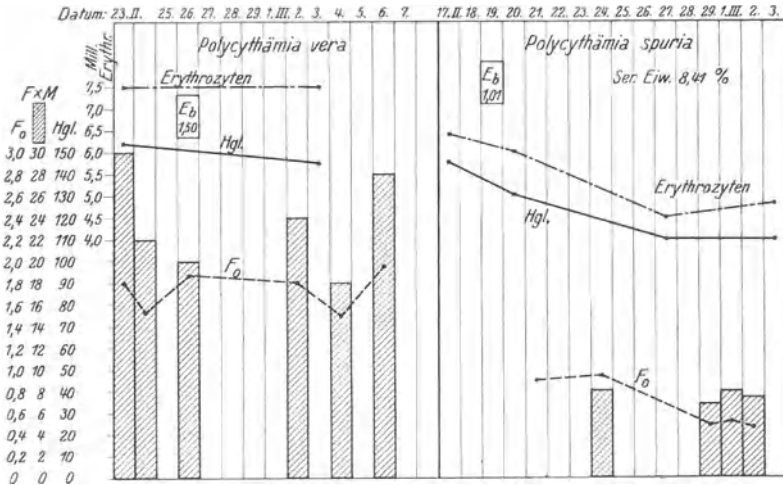 Datum: 23.II. 25. 26. 27. 28. 29. 1.III. 2. 3. 4. 5. 6. 7. 17.II. 18. 19. 20. 21. 22. 23. 24. 25. 26. 27. 28. 29. 1.III. 2. 3.
Mill. Erythr.
Polycythämia vera
Polycythämia spuria
Erythrozyten
E_b
1,50
E_b
1,01
Ser. Eiw. 8,41 %
7,5
F×M
7,0
F_o Hgl. 6,5
Hgl.
3,0 30 150 6,0
2,8 28 140 5,5
2,6 26 130 5,0
2,4 24 120 4,5
2,2 22 110 4,0
Erythrozyten
Hgl.
2,0 20 100
F_o
1,8 18 90
1,6 16 80
1,4 14 70
1,2 12 60
1,0 10 50
F_o
0,8 8 40
0,6 6 30
0,4 4 20
0,2 2 10
0 0 0